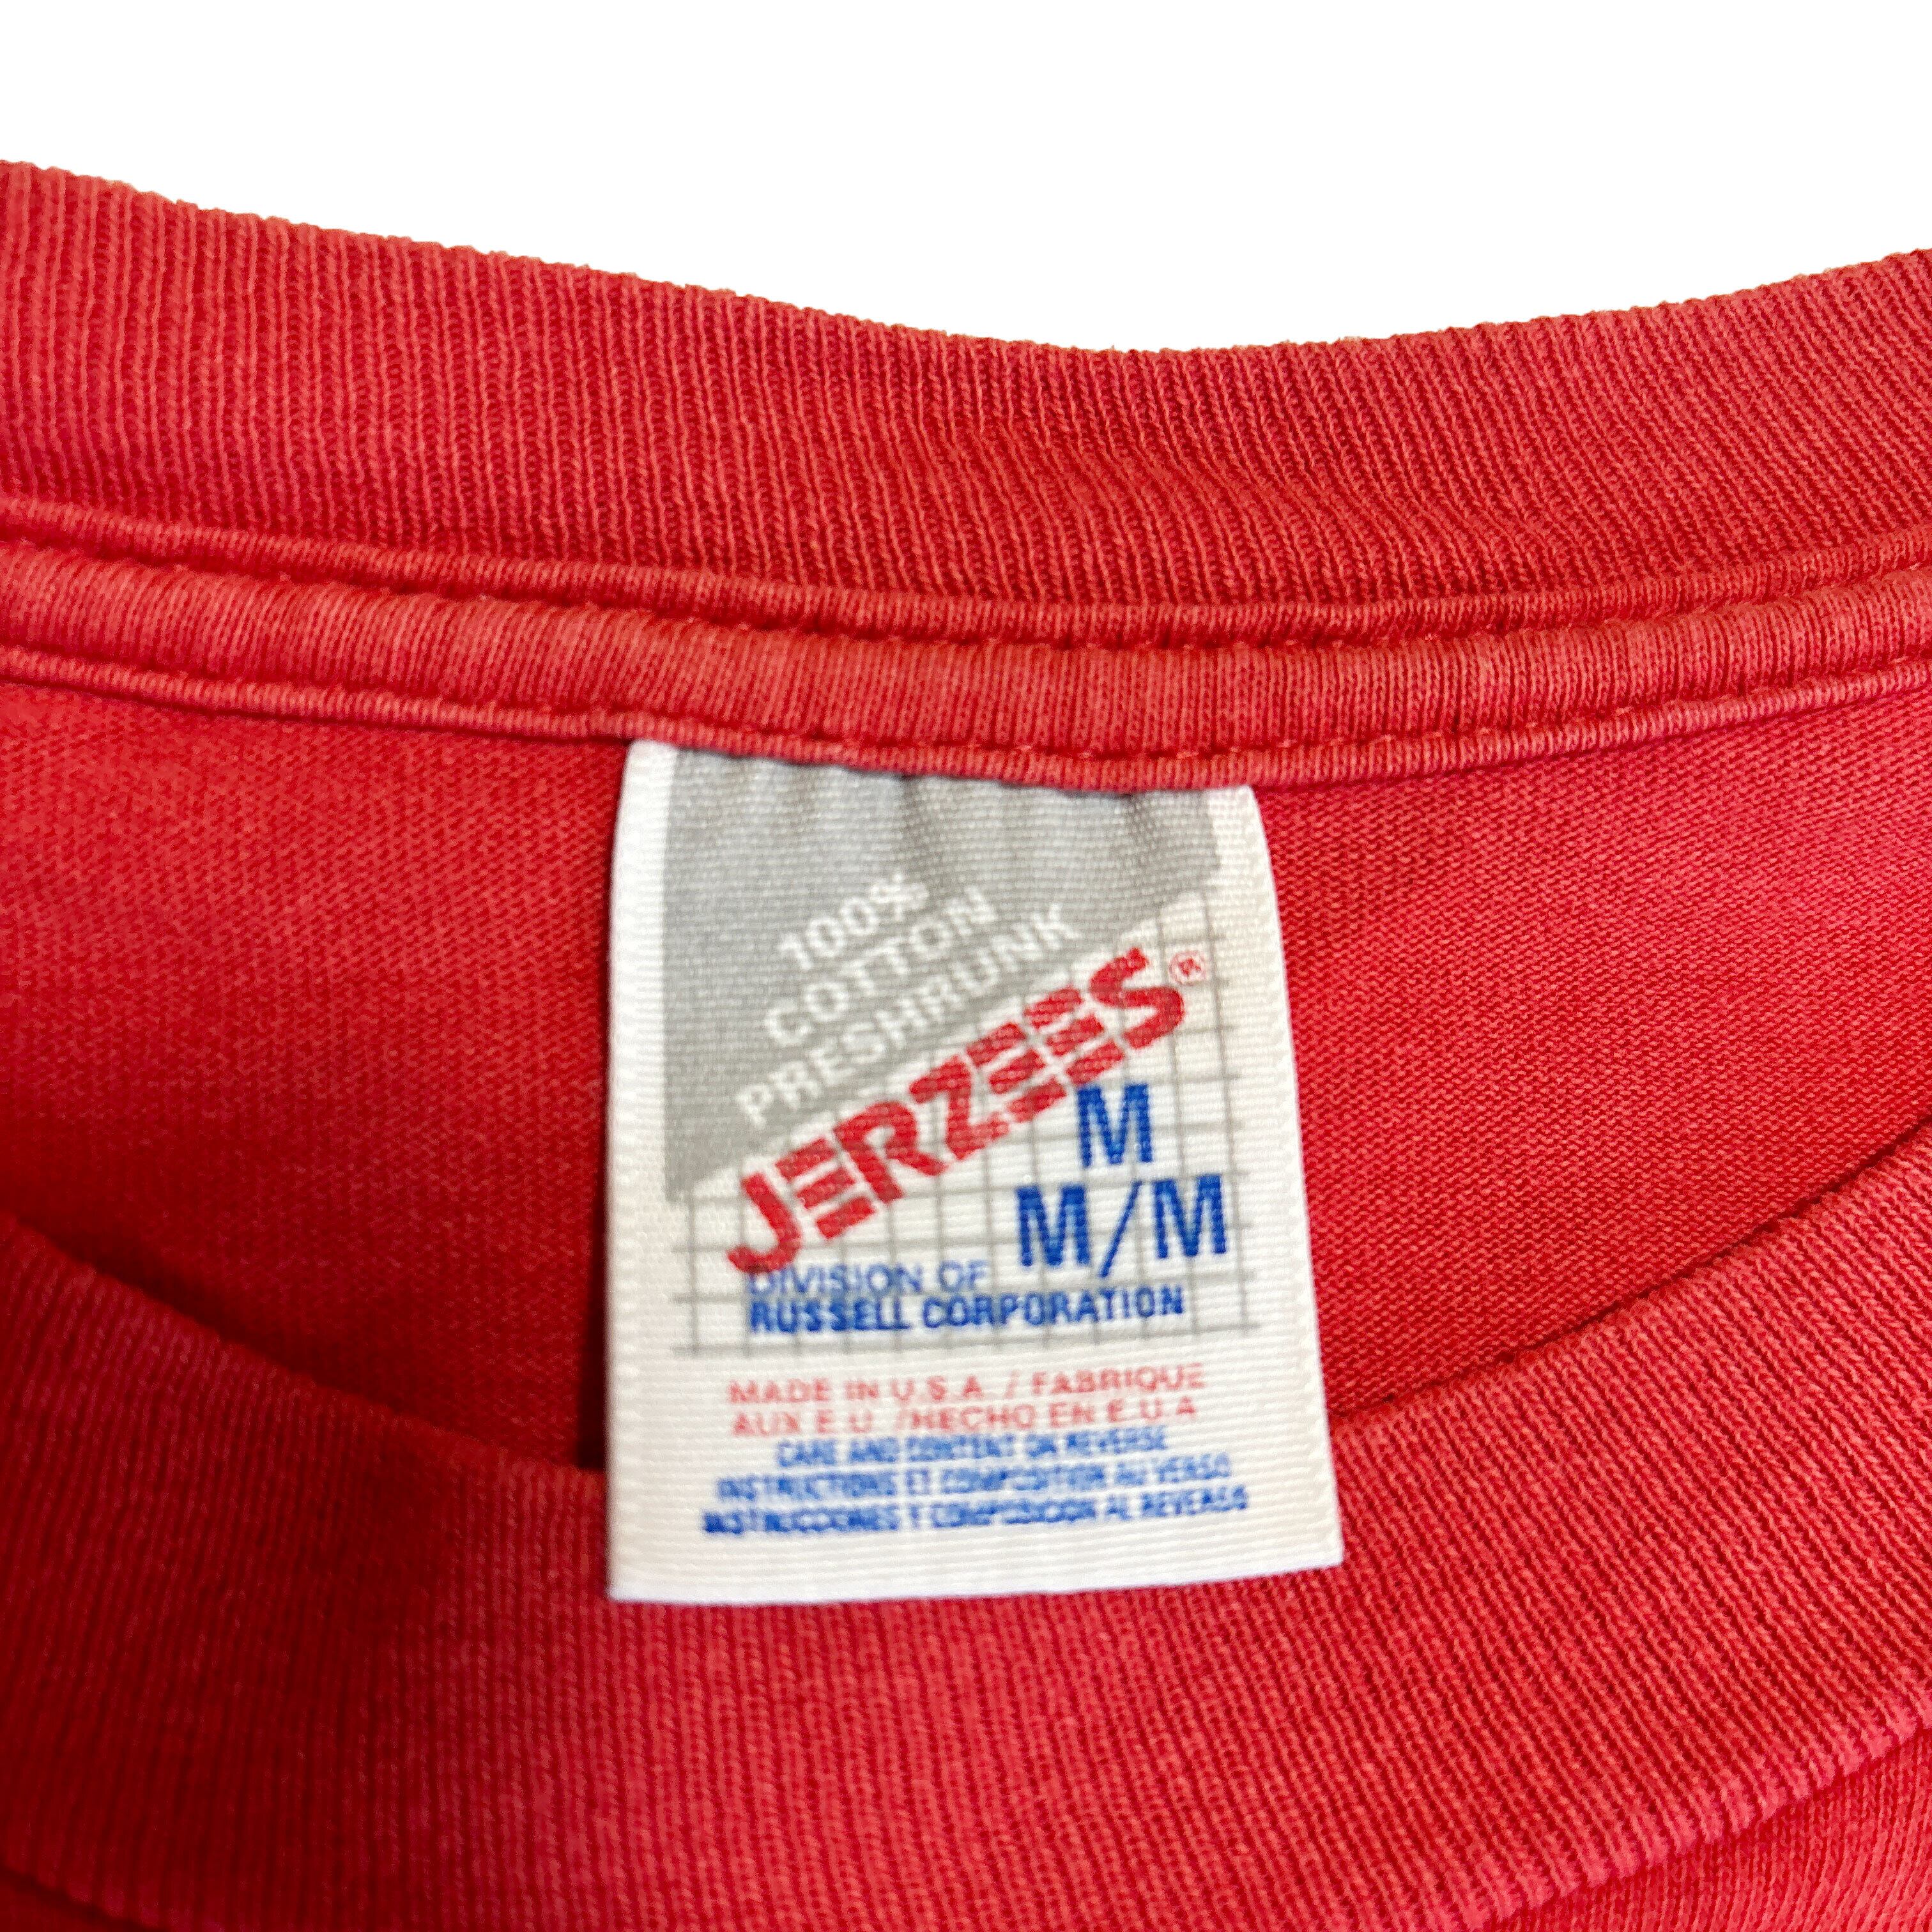 100%
COTTON
PRESHRUNK
JERZEES®
M
M/M
DIVISION OF
RUSSELL CORPORATION
MADE IN U.S.A. / FABRIQUE
AUX E.U. /HECHO EN E.U.A
CARE AND CONTENT ON REVERSE
INSTRUCTIONS ET COMPOSITION AU VERSO
INSTRUCCIONES Y COMPOSICION AL REVERSO